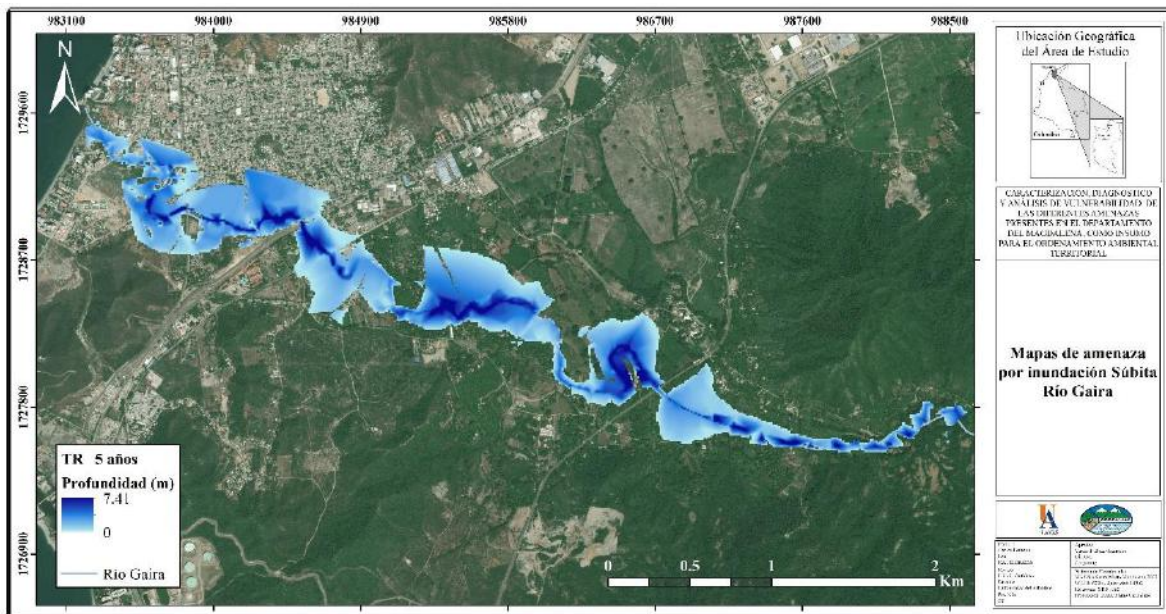 983100 984000 984900 985800 986700 987600 988500
N
1729600
1728700
1727800
1726900
TR 5 años
Profundidad (m)
7.41
0
Río Gaira
0 0.5 1 2
Km
Ubicación Geográfica
del Área de Estudio
Colombia
CARACTERIZACIÓN, DIAGNOSTICO
Y ANÁLISIS DE VULNERABILIDAD DE
LAS DIFERENTES AMENAZAS
PRESENTES EN EL DEPARTAMENTO
DEL MAGDALENA, COMO INSUMO
PARA EL ORDENAMIENTO AMBIENTAL
TERRITORIAL
Mapas de amenaza
por inundación Súbita
Río Gaira